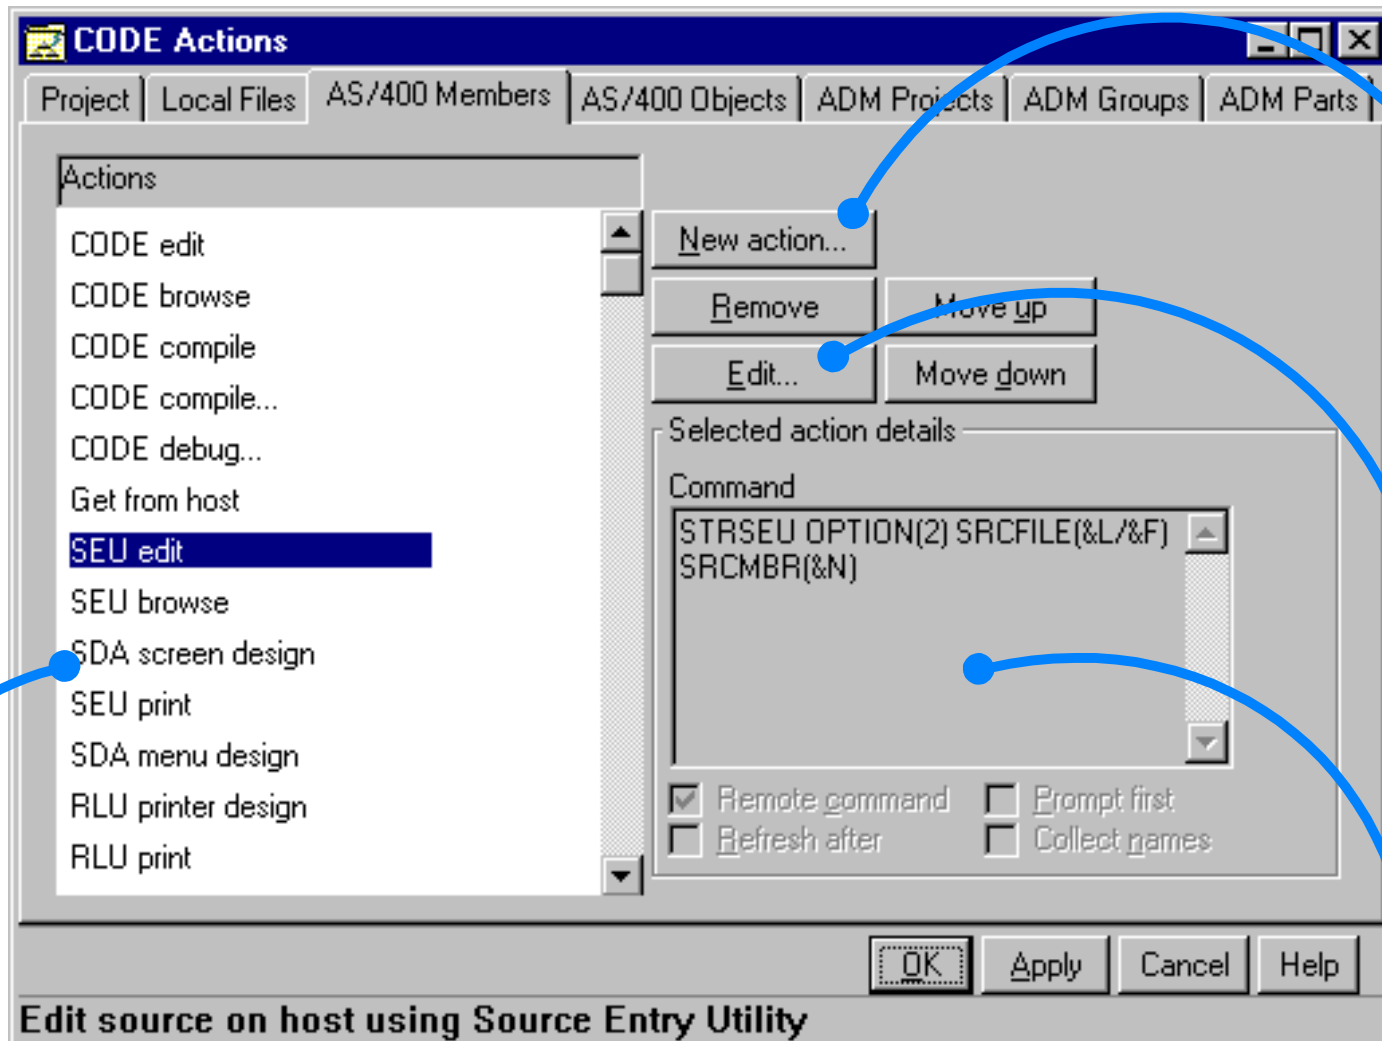 CODE Actions
Project Local Files AS/400 Members AS/400 Objects ADM Projects ADM Groups ADM Parts
Actions
CODE edit
CODE browse
CODE compile
CODE compile...
CODE debug...
Get from host
SEU edit
SEU browse
SDA screen design
SEU print
SDA menu design
RLU printer design
RLU print
New action...
Remove Move up
Edit... Move down
Selected action details
Command
STRSEU OPTION(2) SRCFILE(&L/&F)
SRCMBR(&N)
Remote command Prompt first
Refresh after Collect names
OK Apply Cancel Help
Edit source on host using Source Entry Utility